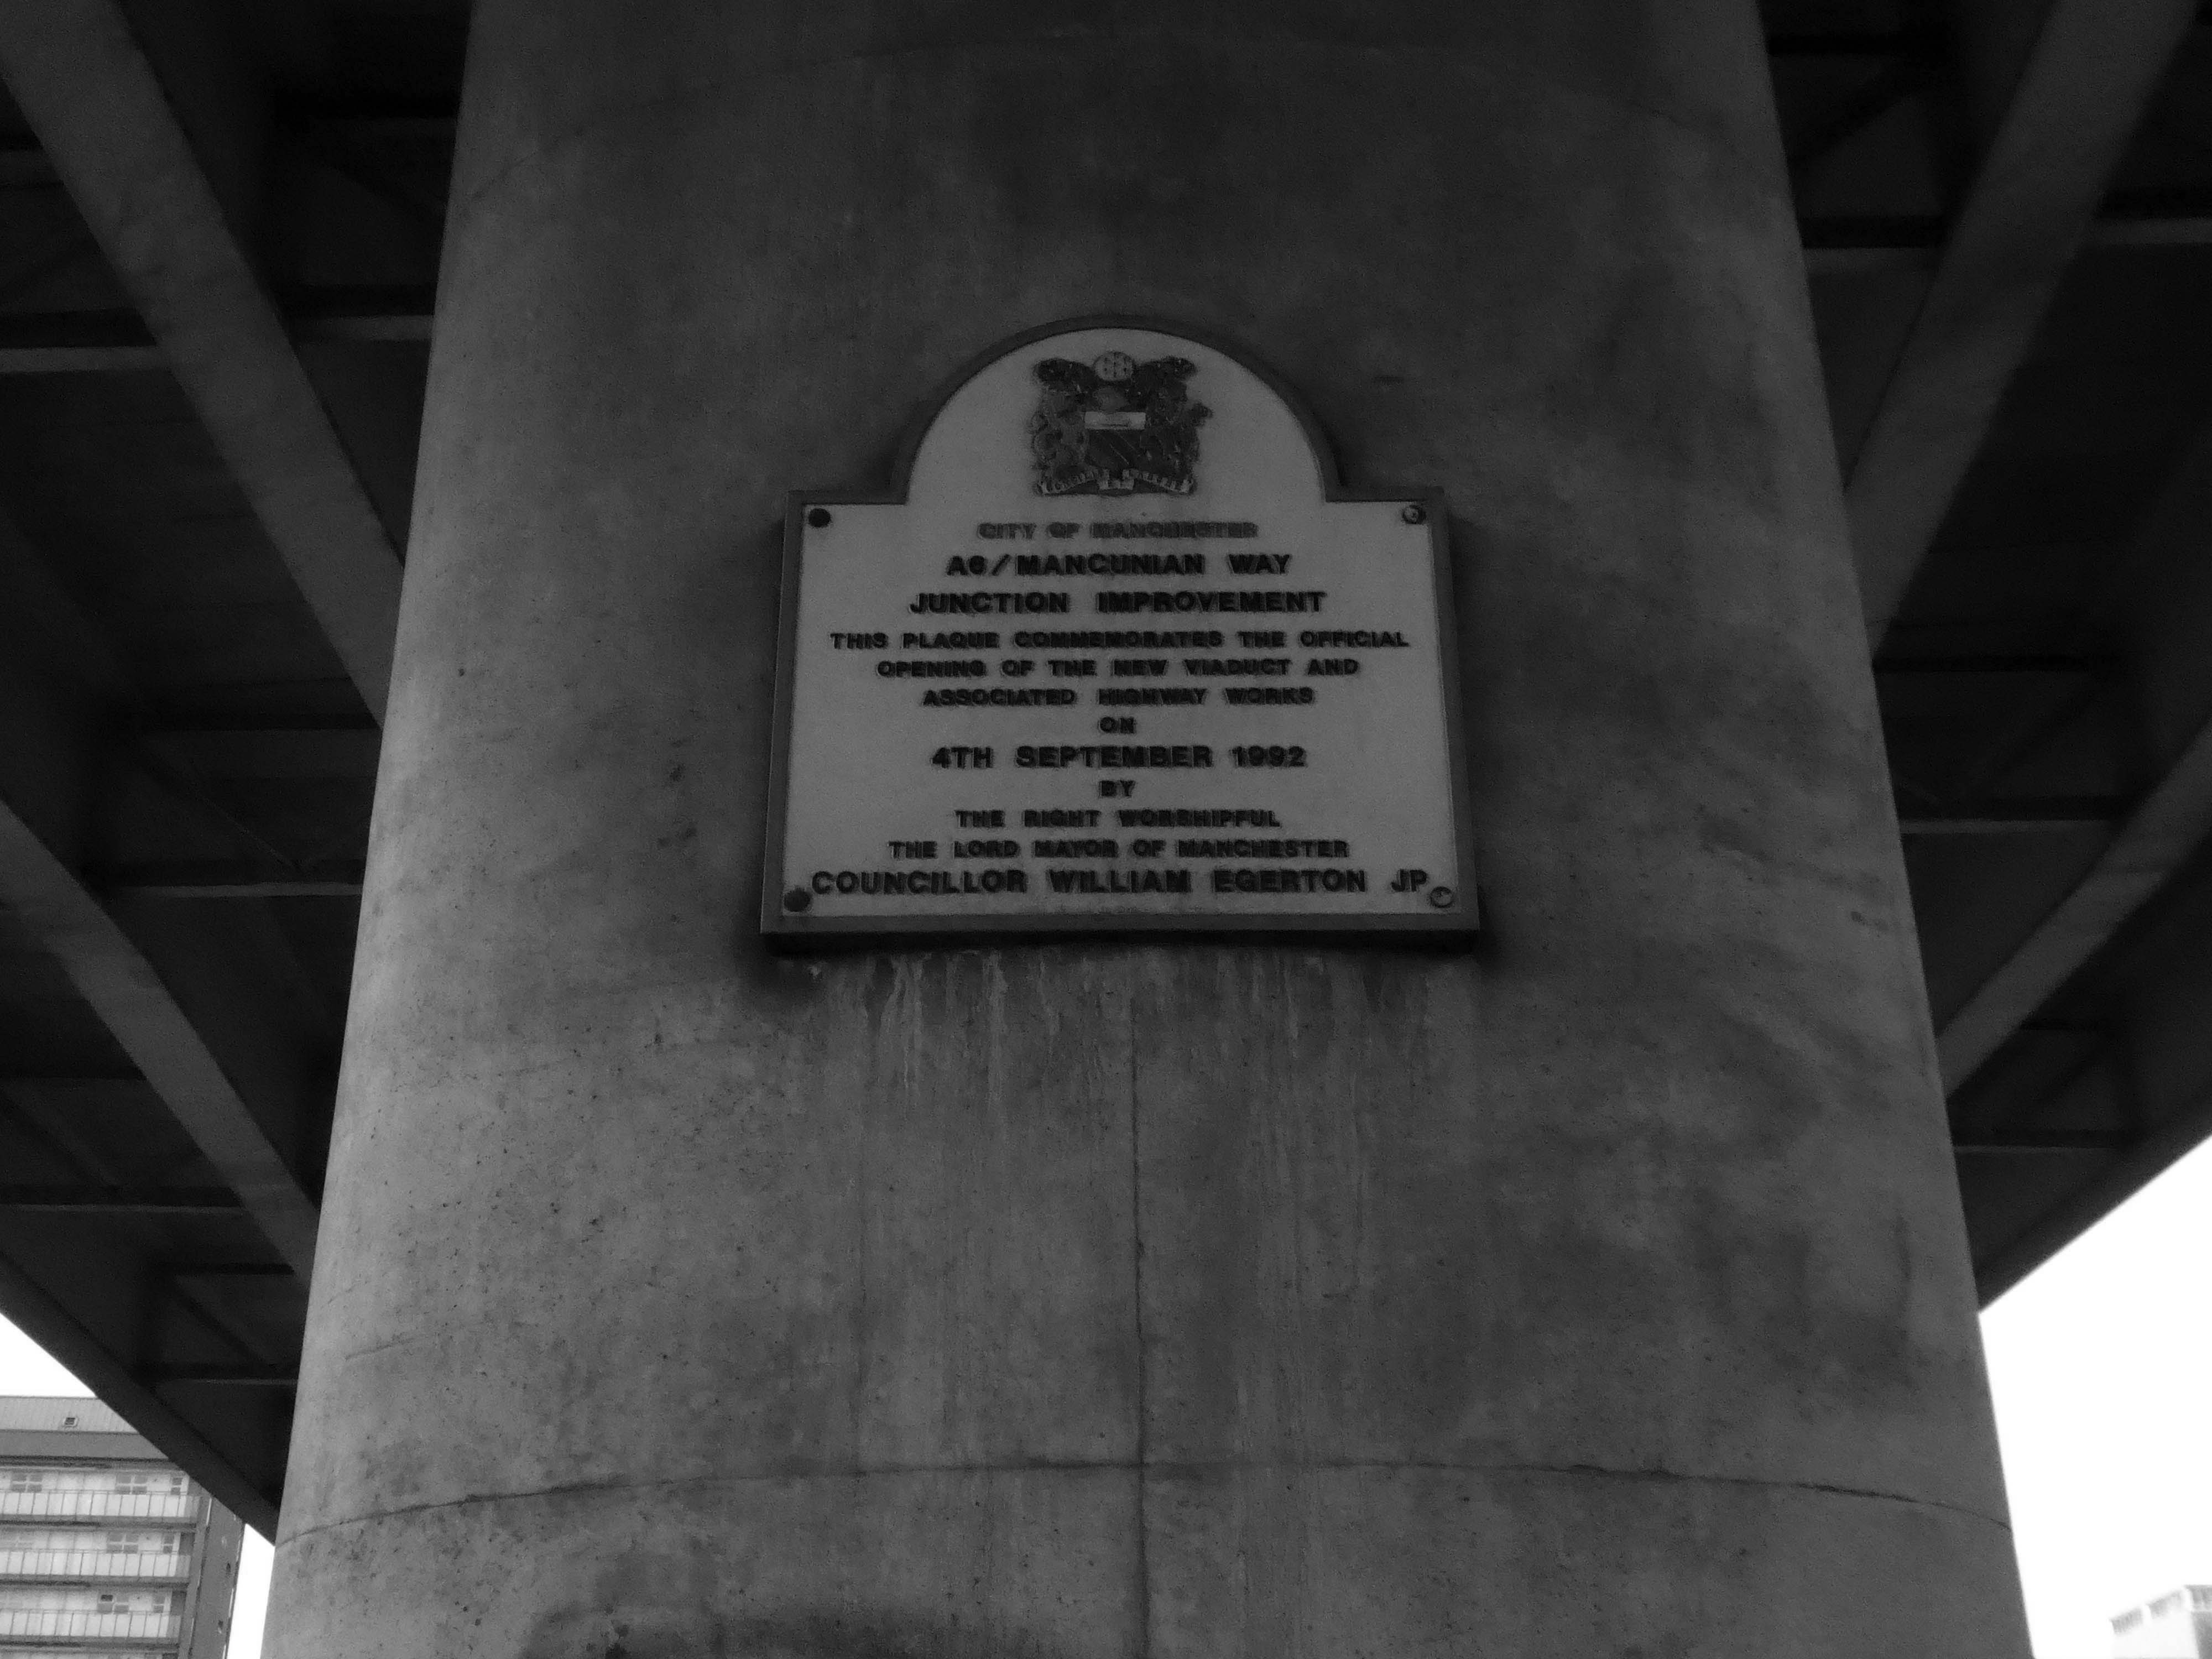 CITY OF MANCHESTER
A6/MANCUNIAN WAY
JUNCTION IMPROVEMENT
THIS PLAQUE COMMEMORATES THE OFFICIAL
OPENING OF THE NEW VIADUCT AND
ASSOCIATED HIGHWAY WORKS
ON
4TH SEPTEMBER 1992
BY
THE RIGHT WORSHIPFUL
THE LORD MAYOR OF MANCHESTER
COUNCILLOR WILLIAM EGERTON JP